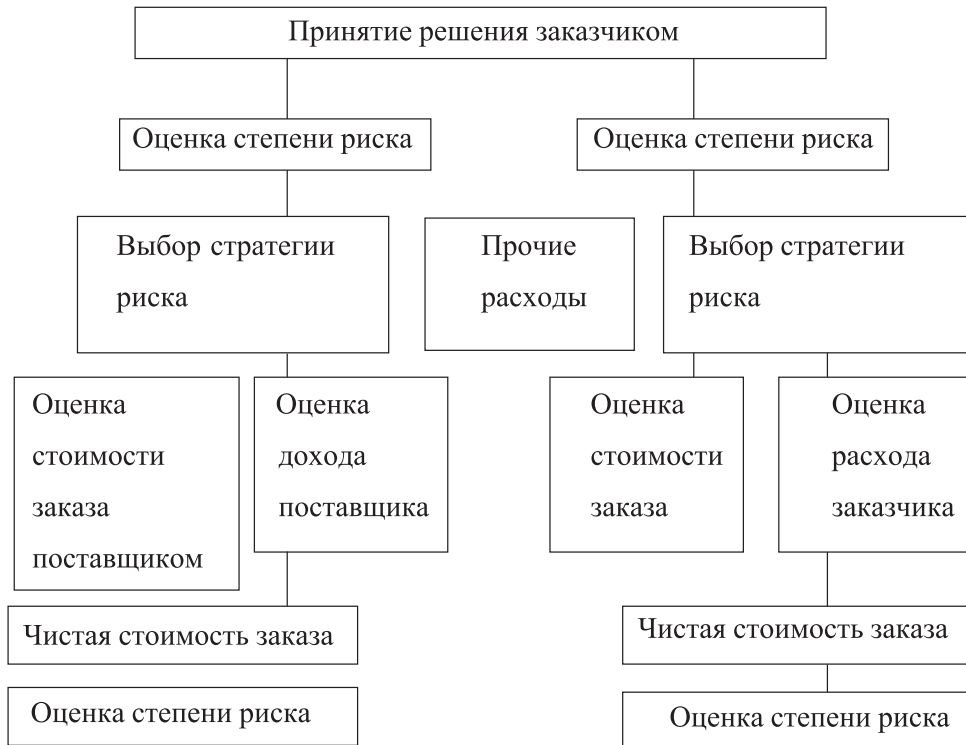 Принятие решения заказчиком
Оценка степени риска
Оценка степени риска
Выбор стратегии
риска
Прочие
расходы
Выбор стратегии
риска
Оценка
стоимости
заказа
поставщиком
Оценка
дохода
поставщика
Оценка
стоимости
заказа
Оценка
расхода
заказчика
Чистая стоимость заказа
Чистая стоимость заказа
Оценка степени риска
Оценка степени риска